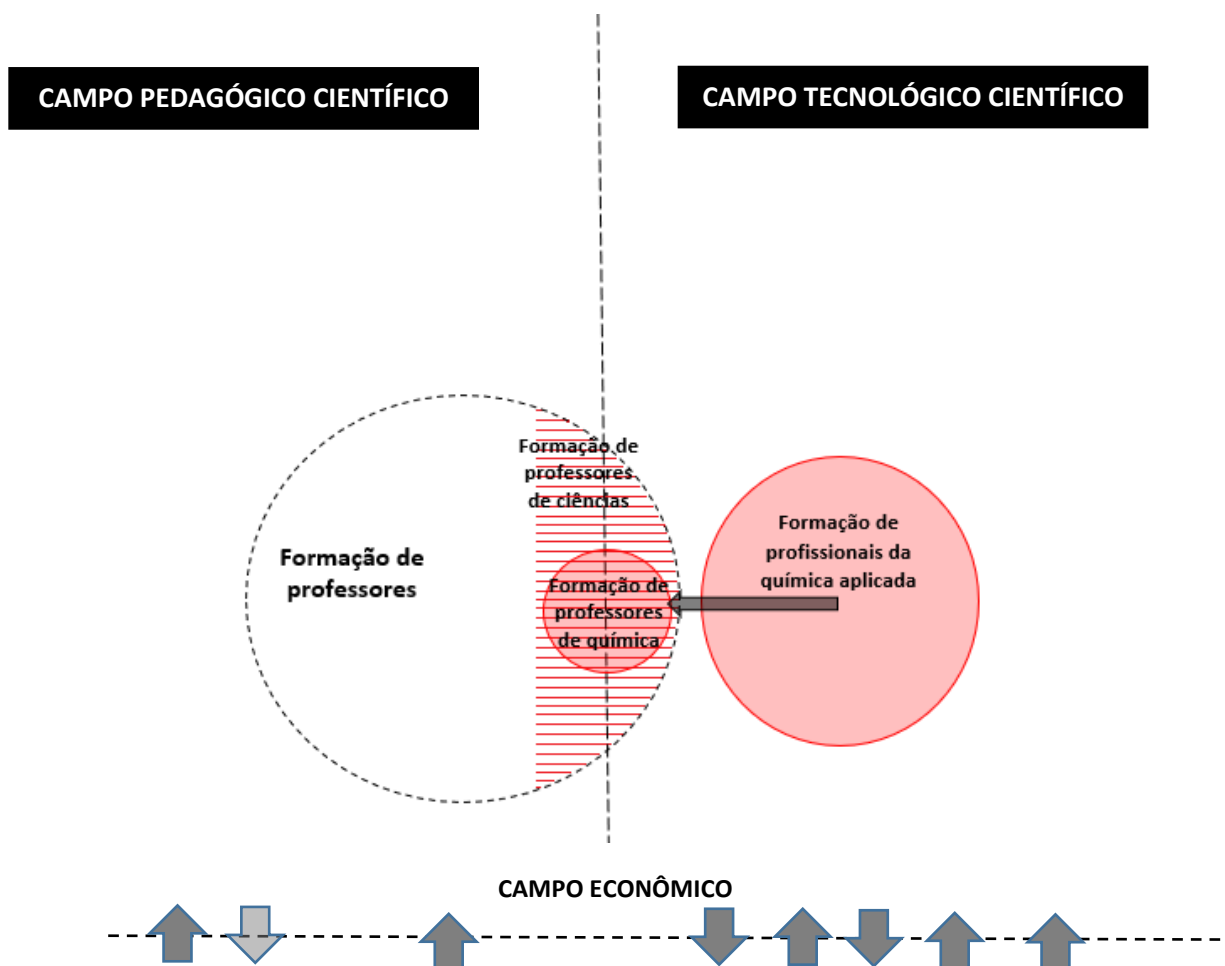 CAMPO PEDAGÓGICO CIENTÍFICO
CAMPO TECNOLÓGICO CIENTÍFICO
Formação de
professores
de ciências
Formação de
professores
Formação de
professores
de química
Formação de
profissionais da
química aplicada
CAMPO ECONÔMICO